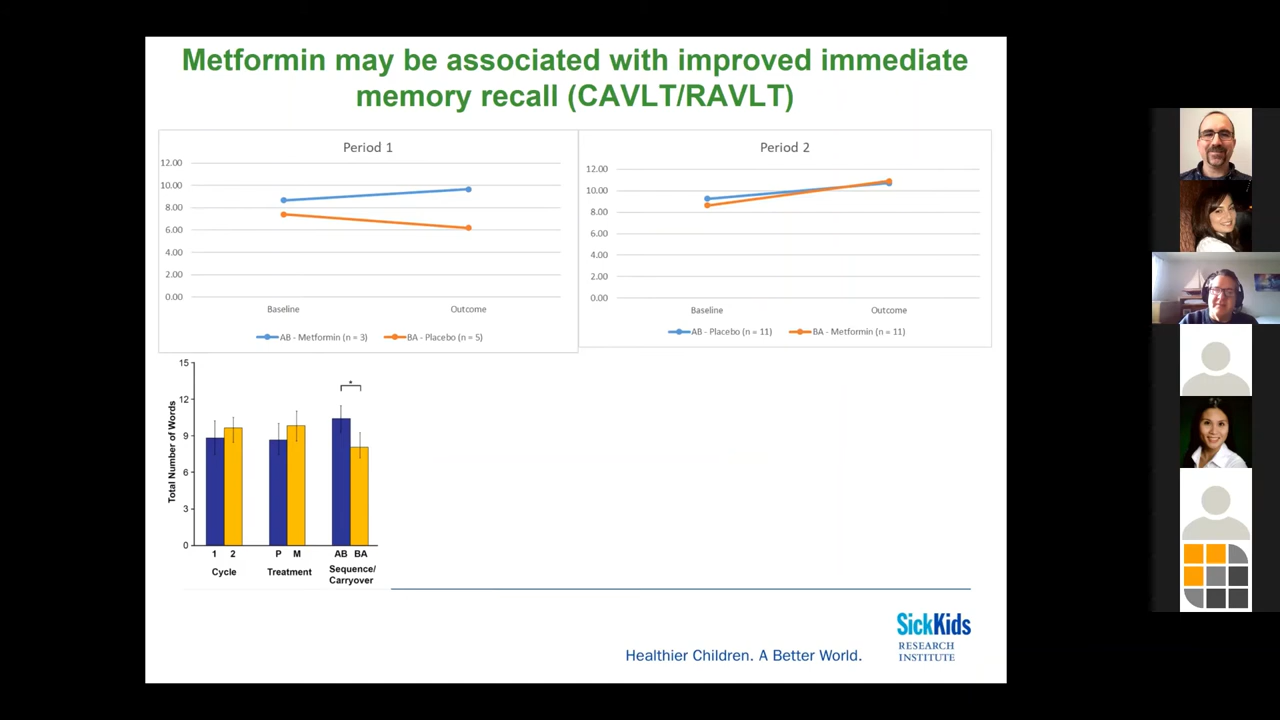 Metformin may be associated with improved immediate
memory recall (CAVLT/RAVLT)
Period 1
12.00
10.00
8.00
6.00
4.00
2.00
0.00
Baseline
Outcome
AB - Metformin (n = 3)
BA - Placebo (n = 5)
Period 2
12.00
10.00
8.00
6.00
4.00
2.00
0.00
Baseline
Outcome
AB - Placebo (n = 11)
BA - Metformin (n = 11)
Total Number of Words
15
12
9
6
3
0
*
1 2
P M
AB BA
Cycle
Treatment
Sequence/
Carryover
Healthier Children. A Better World.
SickKids
RESEARCH
INSTITUTE